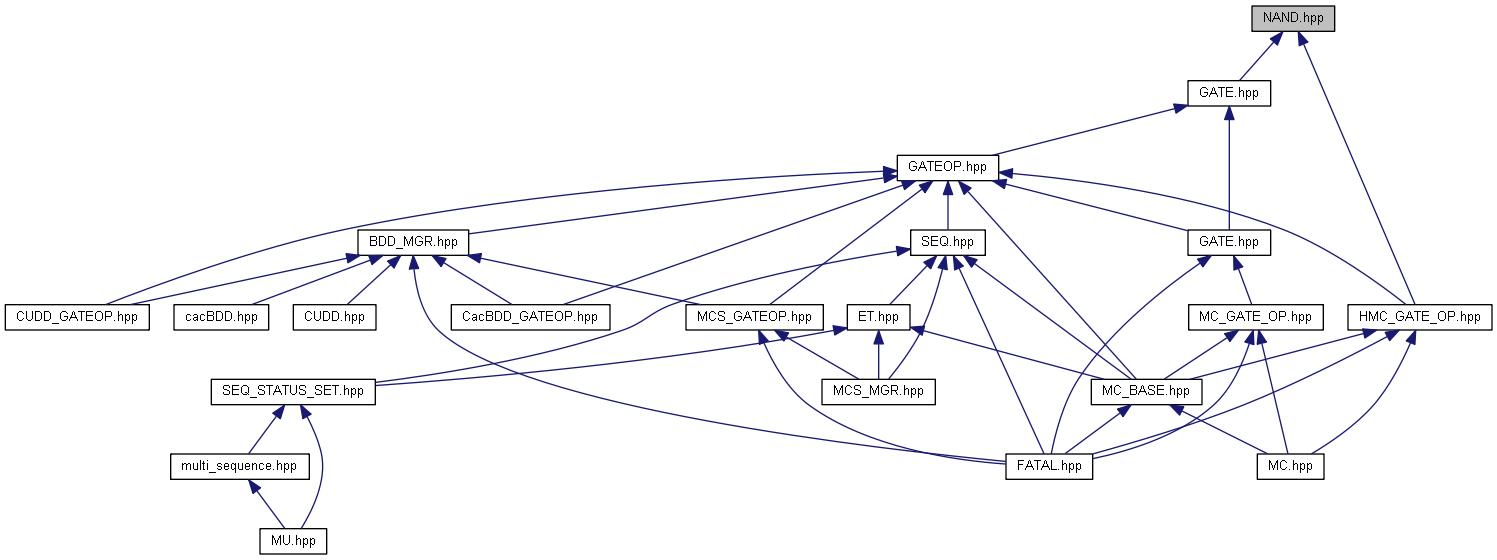 NAND.hpp
GATE.hpp
GATEOP.hpp
BDD_MGR.hpp
SEQ.hpp
GATE.hpp
CUDD_GATEOP.hpp
cacBDD.hpp
CUDD.hpp
CacBDD_GATEOP.hpp
MCS_GATEOP.hpp
ET.hpp
MC_GATE_OP.hpp
HMC_GATE_OP.hpp
SEQ_STATUS_SET.hpp
MCS_MGR.hpp
MC_BASE.hpp
multi_sequence.hpp
FATAL.hpp
MC.hpp
MU.hpp